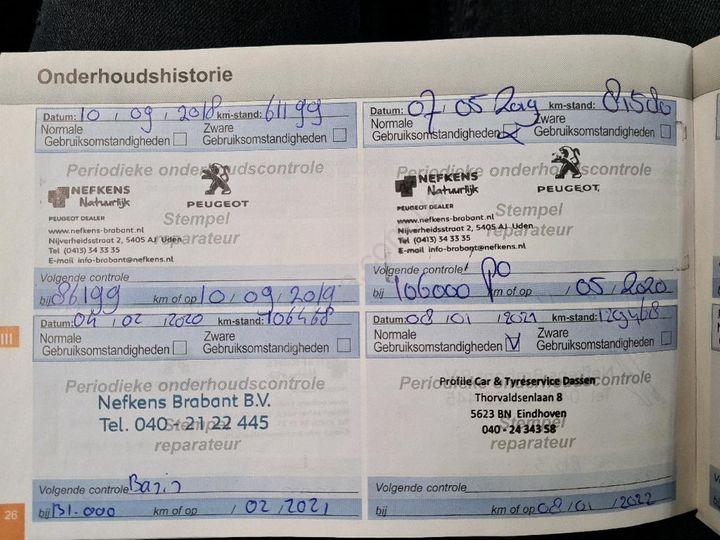 Onderhoudshistorie
Datum: 10 / 09 / 2018 km-stand: 61199
Normale Gebruiksomstandigheden Zware Gebruiksomstandigheden
Periodieke onderhoudscontrole
NEFKENS
Natuurlijk
PEUGEOT
PEUGEOT DEALER
Stempel
www.nefkens-brabant.nl
Nijverheidsstraat 2, 5405 AJ Uden
reparateur
Tel (0413) 34 33 35
E-mail info-brabant@nefkens.nl
Volgende controle
bij 86199 km of op 10 / 09 / 2019
Datum: 07 / 05 2019 km-stand: 81580
Normale Gebruiksomstandigheden Zware Gebruiksomstandigheden
Periodieke onderhoudscontrole
NEFKENS
Natuurlijk
PEUGEOT
PEUGEOT DEALER
Stempel
www.nefkens-brabant.nl
Nijverheidsstraat 2, 5405 AJ Uden
reparateur
Tel (0413) 34 33 35
E-mail info-brabant@nefkens.nl
Volgende controle
bij 106000 km of op / 05 / 2020
Datum: 04 / 02 / 2020 km-stand: 106468
Normale Gebruiksomstandigheden Zware Gebruiksomstandigheden
Periodieke onderhoudscontrole
Nefkens Brabant B.V.
Stempel
Tel. 040 - 21 22 445
reparateur
Volgende controle
bij 131.000 km of op / 02 / 2021
Datum: 08 / 01 / 2021 km-stand: 129468
Normale Gebruiksomstandigheden V Zware Gebruiksomstandigheden
Periodieke onderhoudscontrole
Profile Car & Tyreservice Dassen
Thorvaldsenlaan 8
5623 BN Eindhoven
Stempel
040 - 24 343 58
reparateur
Volgende controle
bij km of op 08 / 01 / 2022
III
26